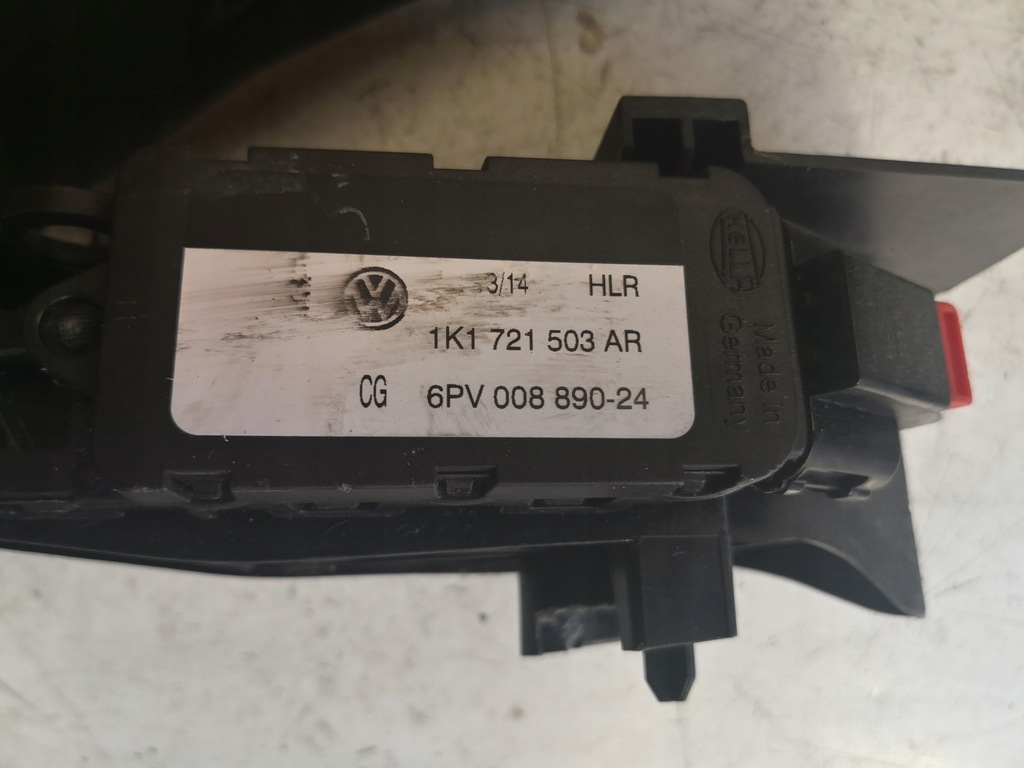 3/14 HLR
1K1 721 503 AR
CG 6PV 008 890-24
HELLA
Made in
Germany